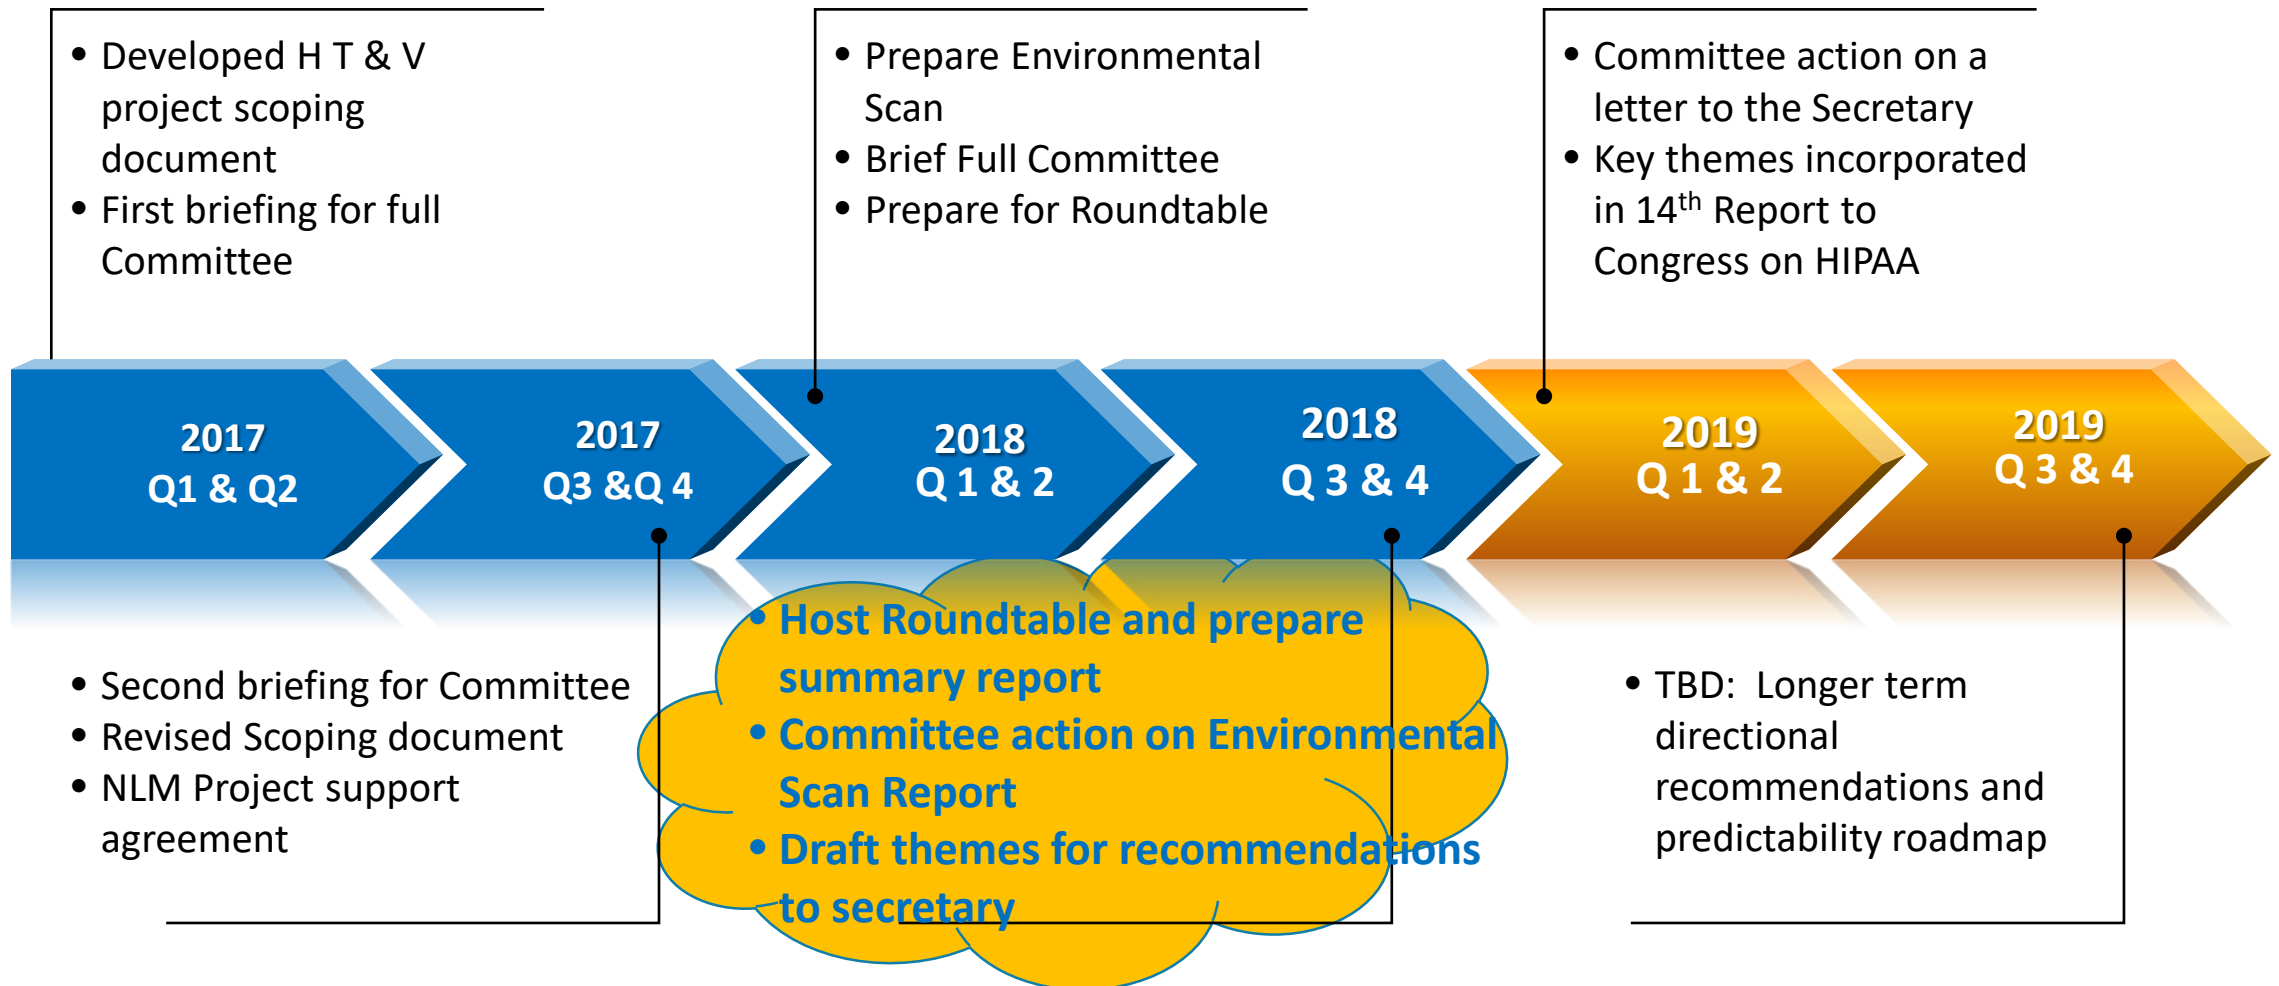 • Developed H T & V
project scoping
document
• First briefing for full
Committee
• Prepare Environmental
Scan
• Brief Full Committee
• Prepare for Roundtable
• Committee action on a
letter to the Secretary
• Key themes incorporated
in 14th Report to
Congress on HIPAA
2017
Q1 & Q2
2017
Q3 &Q 4
2018
Q 1 & 2
2018
Q 3 & 4
2019
Q 1 & 2
2019
Q 3 & 4
• Second briefing for Committee
• Revised Scoping document
• NLM Project support
agreement
• Host Roundtable and prepare
summary report
• Committee action on Environmental
Scan Report
• Draft themes for recommendations
to secretary
• TBD:  Longer term
directional
recommendations and
predictability roadmap